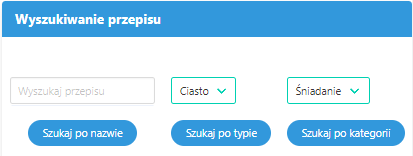 Wyszukiwanie przepisu
Wyszukaj przepisu Ciasto Śniadanie
Szukaj po nazwie Szukaj po typie Szukaj po kategorii